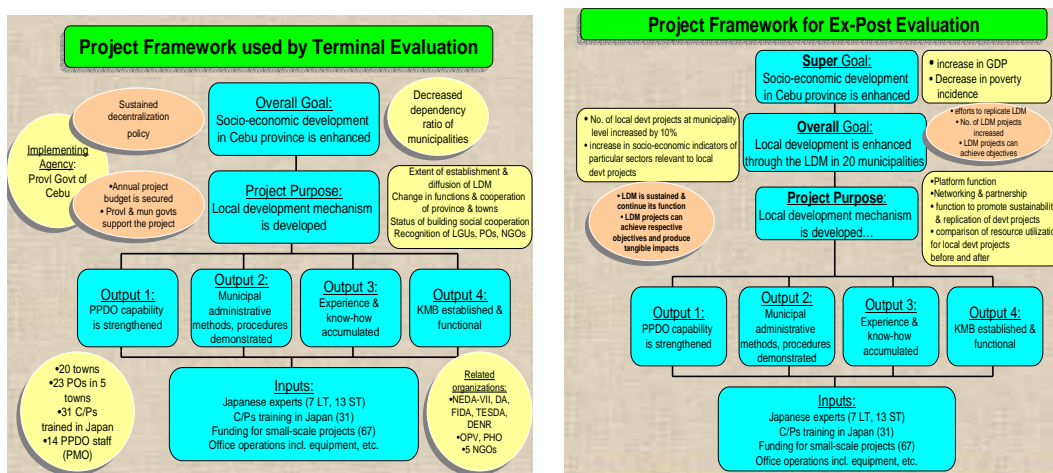 Project Framework used by Terminal Evaluation
Sustained
decentralization
policy
Overall Goal:
Socio-economic development
in Cebu province is enhanced
Decreased
dependency
ratio of
municipalities
Implementing
Agency:
Provl Govt of
Cebu
• Annual project
budget is secured
• Provl & mun govts
support the project
Project Purpose:
Local development mechanism
is developed
Extent of establishment &
diffusion of LDM
Change in functions & cooperation
of province & towns
Status of building social cooperation
Recognition of LGUs, POs, NGOs
Output 1:
PPDO capability
is strengthened
Output 2:
Municipal
administrative
methods, procedures
demonstrated
Output 3:
Experience &
know-how
accumulated
Output 4:
KMB established &
functional
•20 towns
•23 POs in 5
towns
•31 C/Ps
trained in Japan
•14 PPDO staff
(PMO)
Inputs:
Japanese experts (7 LT, 13 ST)
C/Ps training in Japan (31)
Funding for small-scale projects (67)
Office operations incl. equipment, etc.
Related
organizations:
•NEDA-VII, DA,
FIDA, TESDA,
DENR
•OPV, PHO
•5 NGOs
Project Framework for Ex-Post Evaluation
Super Goal:
Socio-economic development
in Cebu province is enhanced
• increase in GDP
• Decrease in poverty
incidence
• No. of local devt projects at municipality
level increased by 10%
• increase in socio-economic indicators of
particular sectors relevant to local
devt projects
Overall Goal:
Local development is enhanced
through the LDM in 20 municipalities
• efforts to replicate LDM
• No. of LDM projects
increased
• LDM projects can
achieve objectives
• LDM is sustained &
continue its function
• LDM projects can
achieve respective
objectives and produce
tangible impacts
Project Purpose:
Local development mechanism
is developed…
•Platform function
•Networking & partnership
• function to promote sustainability
& replication of devt projects
• comparison of resource utilizatio
for local devt projects
before and after
Output 1:
PPDO capability
is strengthened
Output 2:
Municipal
administrative
methods, procedures
demonstrated
Output 3:
Experience &
know-how
accumulated
Output 4:
KMB established &
functional
Inputs:
Japanese experts (7 LT, 13 ST)
C/Ps training in Japan (31)
Funding for small-scale projects (67)
Office operations incl. equipment, etc.